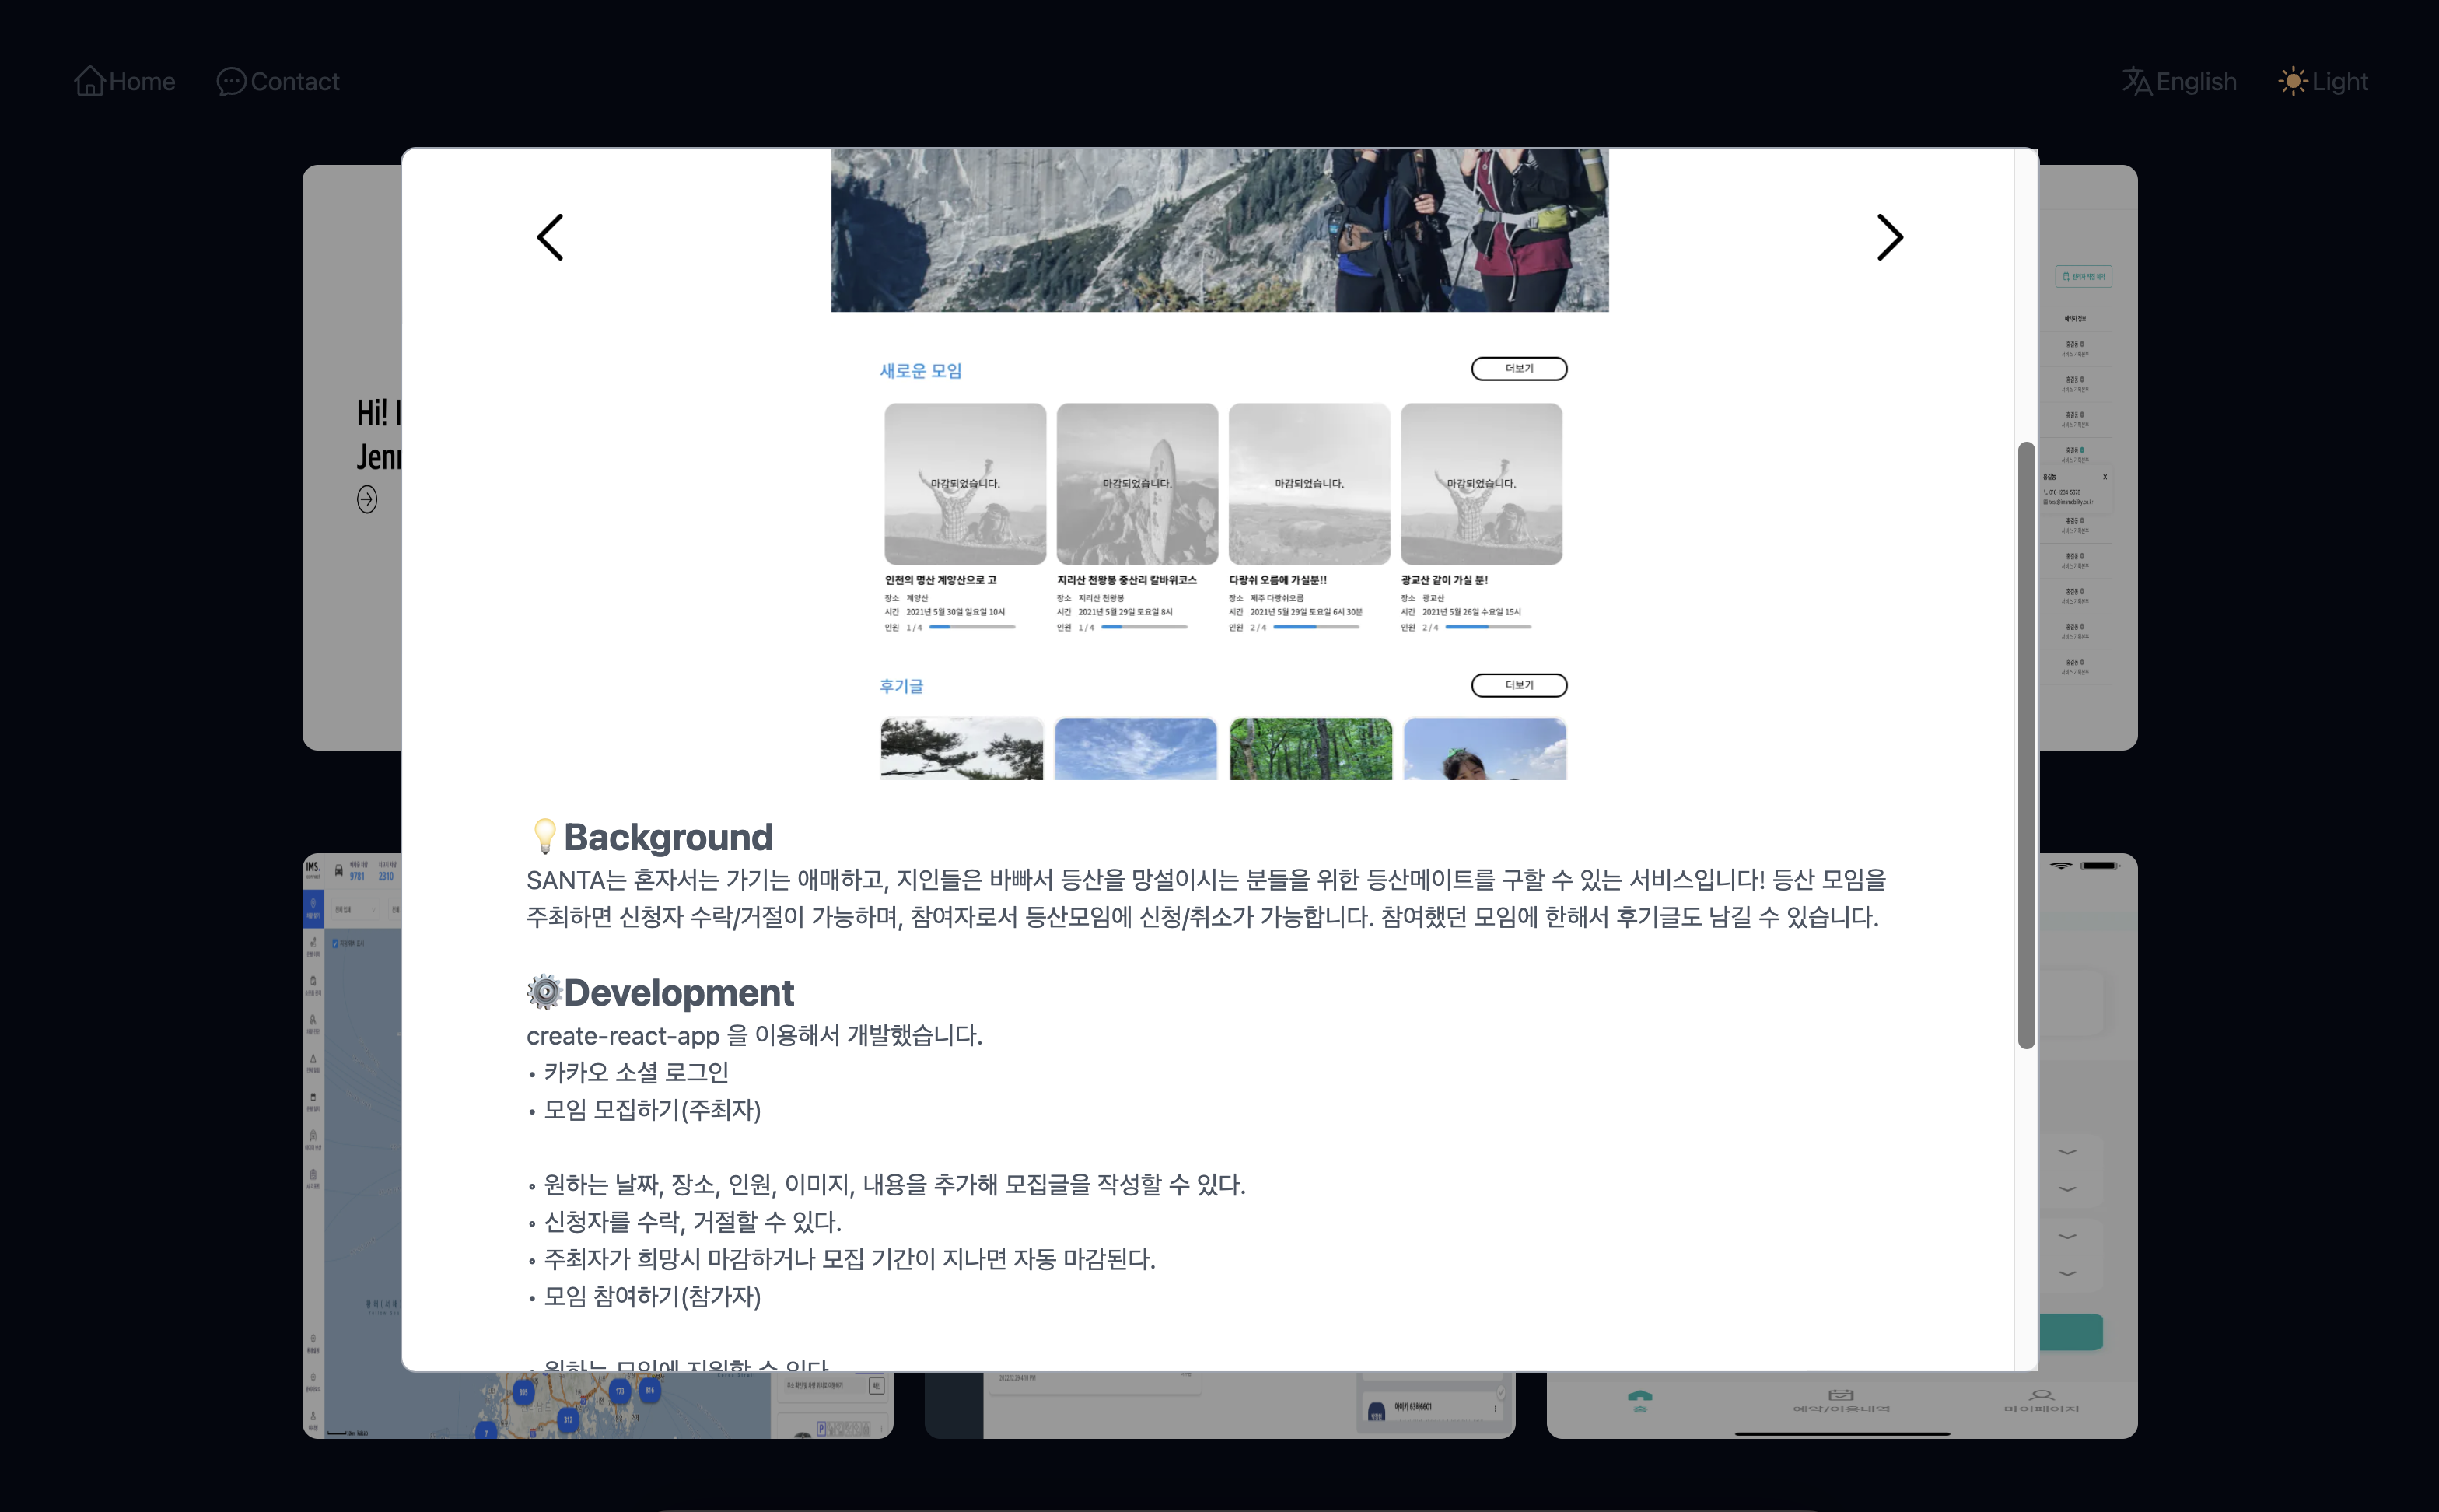 Home
Contact
English
Light
Hi! I
새로운 모임
더보기
마감되었습니다.
마감되었습니다.
마감되었습니다.
마감되었습니다.
인천의 명산 계양산으로 고
장소 계양산
시간 2021년 5월 30일 일요일 10시
인원 1 / 4
지리산 천왕봉 중산리 칼바위코스
장소 지리산 천왕봉
시간 2021년 5월 29일 토요일 8시
인원 1 / 4
다랑쉬 오름에 가실분!!
장소 제주 다랑쉬오름
시간 2021년 5월 29일 토요일 6시 30분
인원 2 / 4
광교산 같이 가실 분!
장소 광교산
시간 2021년 5월 26일 수요일 15시
인원 2 / 4
후기글
더보기
💡Background
SANTA는 혼자서는 가기는 애매하고, 지인들은 바빠서 등산을 망설이시는 분들을 위한 등산메이트를 구할 수 있는 서비스입니다! 등산 모임을
주최하면 신청자 수락/거절이 가능하며, 참여자로서 등산모임에 신청/취소가 가능합니다. 참여했던 모임에 한해서 후기글도 남길 수 있습니다.
⚙️Development
create-react-app 을 이용해서 개발했습니다.
• 카카오 소셜 로그인
• 모임 모집하기(주최자)
◦ 원하는 날짜, 장소, 인원, 이미지, 내용을 추가해 모집글을 작성할 수 있다.
◦ 신청자를 수락, 거절할 수 있다.
◦ 주최자가 희망시 마감하거나 모집 기간이 지나면 자동 마감된다.
• 모임 참여하기(참가자)
◦ 원하는 모임에 지원할 수 있다
IMS.
9781
2310
395
173
816
312
7
예약/이용내역
마이페이지